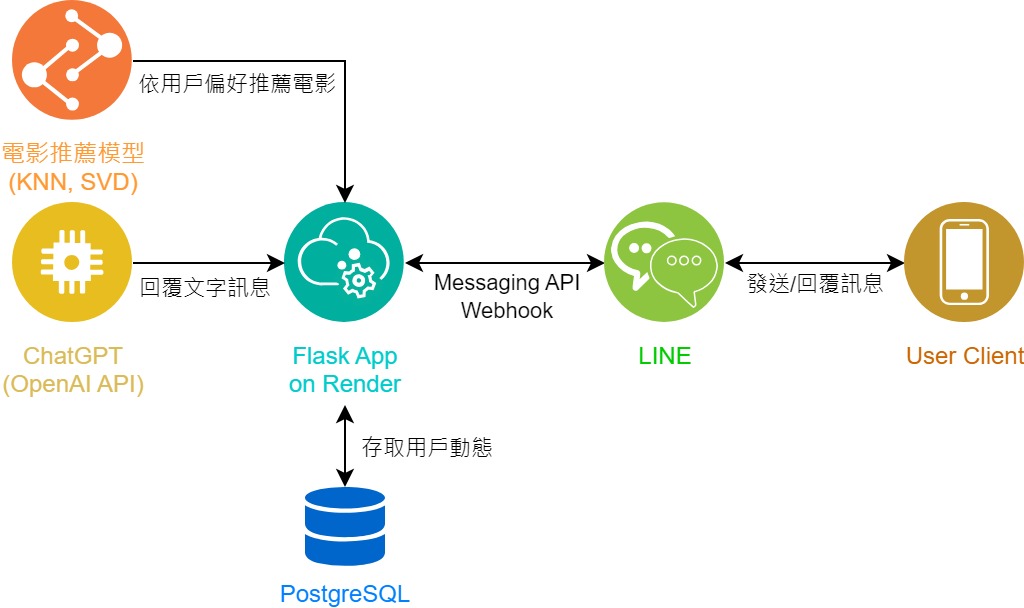 依用戶偏好推薦電影
電影推薦模型
(KNN, SVD)
回覆文字訊息
Messaging API
Webhook
發送/回覆訊息
ChatGPT
(OpenAI API)
Flask App
on Render
LINE
User Client
存取用戶動態
PostgreSQL